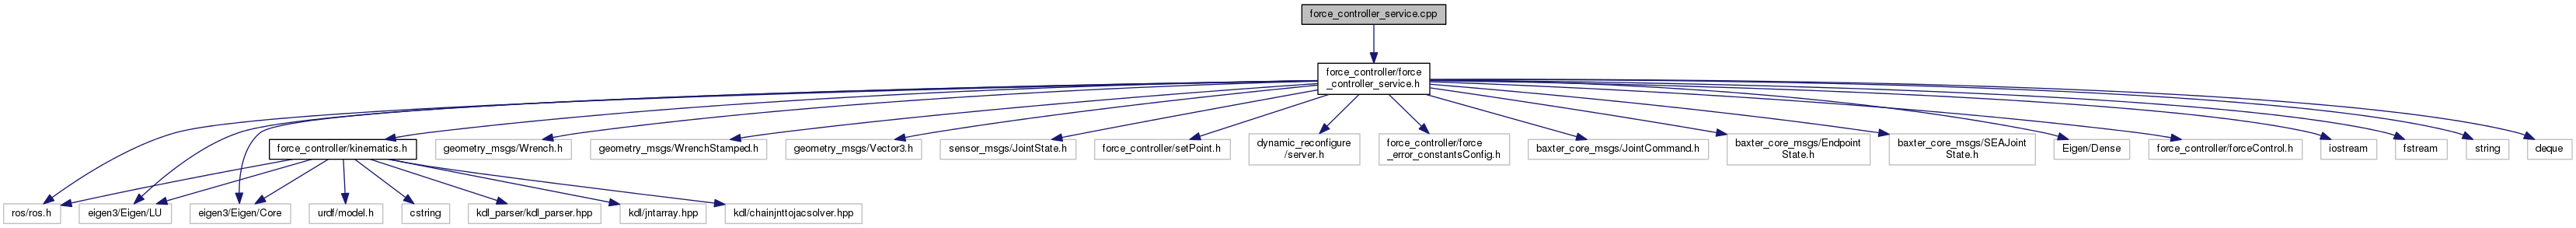 force_controller_service.cpp
force_controller/force
_controller_service.h
force_controller/kinematics.h
geometry_msgs/Wrench.h
geometry_msgs/WrenchStamped.h
geometry_msgs/Vector3.h
sensor_msgs/JointState.h
force_controller/setPoint.h
dynamic_reconfigure
/server.h
force_controller/force
_error_constantsConfig.h
baxter_core_msgs/JointCommand.h
baxter_core_msgs/Endpoint
State.h
baxter_core_msgs/SEAJoint
State.h
Eigen/Dense
force_controller/forceControl.h
iostream
fstream
string
deque
ros/ros.h
eigen3/Eigen/LU
eigen3/Eigen/Core
urdf/model.h
cstring
kdl_parser/kdl_parser.hpp
kdl/jntarray.hpp
kdl/chainjnttojacsolver.hpp